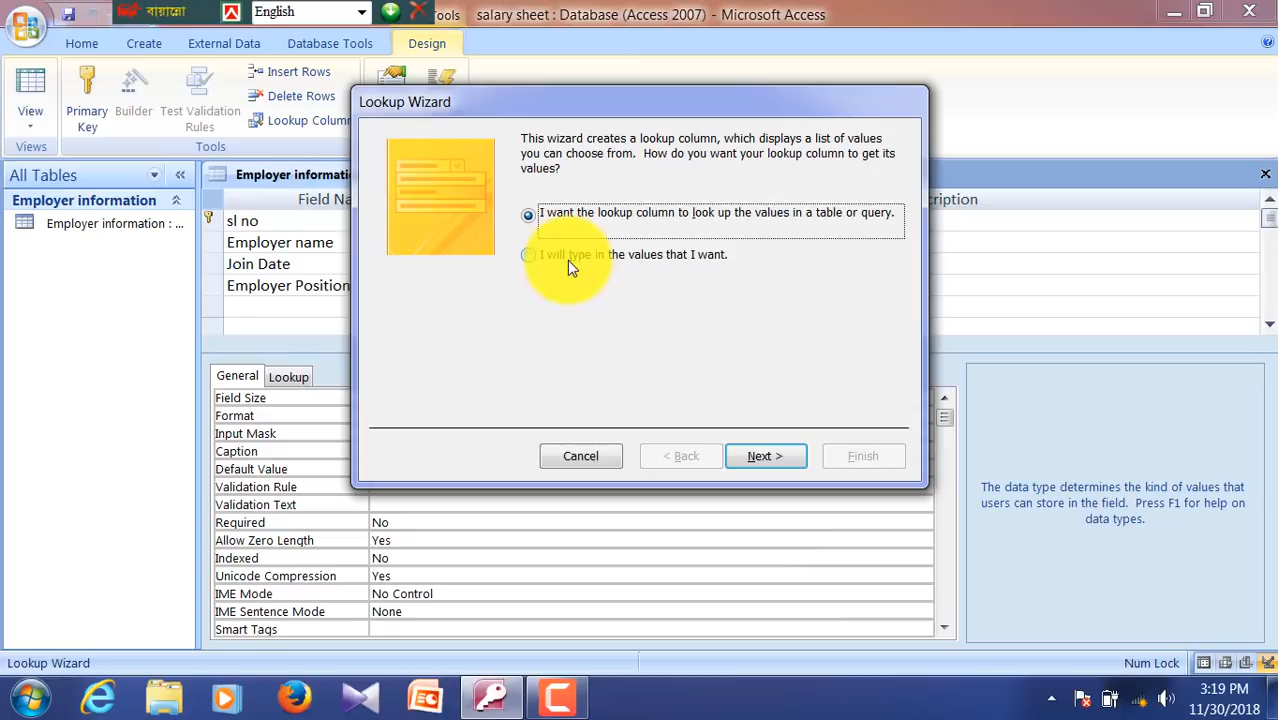 বায়ান্নো
English
Tools
salary sheet : Database (Access 2007) - Microsoft Access
Home
Create
External Data
Database Tools
Design
View
Primary
Key
Builder
Test Validation
Rules
Insert Rows
Delete Rows
Lookup Column
Views
Tools
All Tables
Employer information
Employer information : ...
Employer information
Field Na
scription
sl no
Employer name
Join Date
Employer Position
Lookup Wizard
This wizard creates a lookup column, which displays a list of values
you can choose from. How do you want your lookup column to get its
values?
I want the lookup column to look up the values in a table or query.
I will type in the values that I want.
Cancel
< Back
Next >
Finish
General
Lookup
Field Size
Format
Input Mask
Caption
Default Value
Validation Rule
Validation Text
Required No
Allow Zero Length Yes
Indexed No
Unicode Compression Yes
IME Mode No Control
IME Sentence Mode None
Smart Tags
The data type determines the kind of values that
users can store in the field. Press F1 for help on
data types.
Lookup Wizard
Num Lock
3:19 PM
11/30/2018